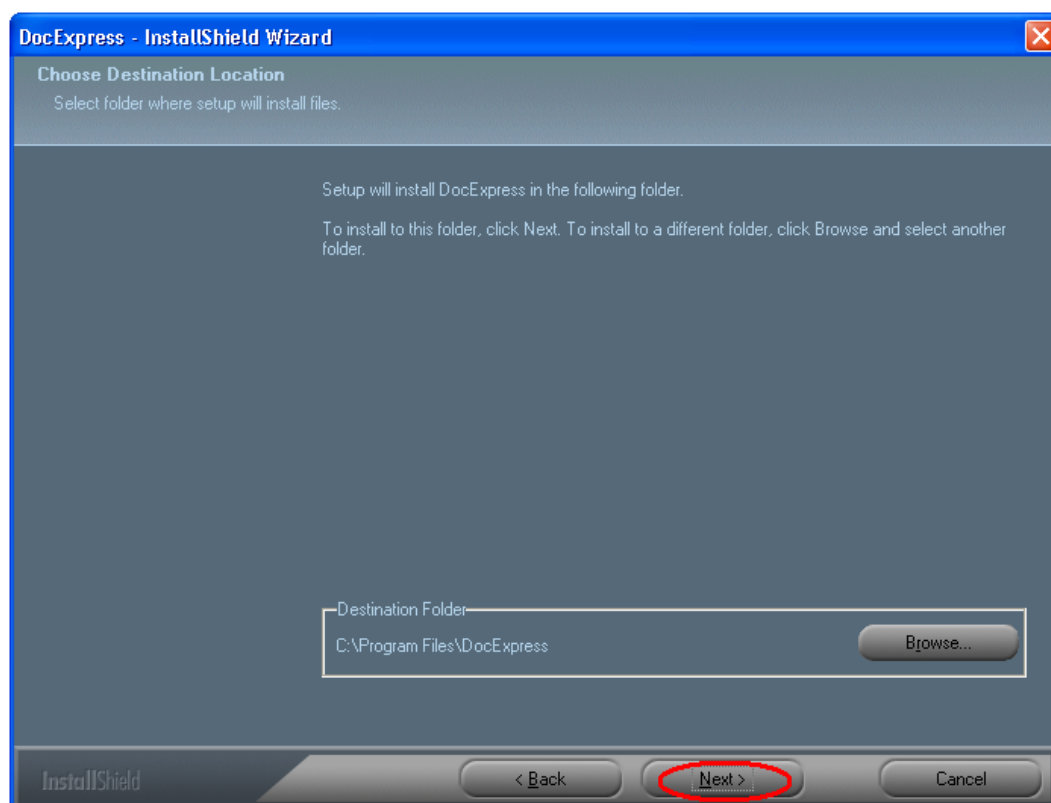 DocExpress - InstallShield Wizard
Choose Destination Location
Select folder where setup will install files.
Setup will install DocExpress in the following folder.
To install to this folder, click Next. To install to a different folder, click Browse and select another
folder.
Destination Folder
C:\Program Files\DocExpress
Browse...
InstallShield
< Back
Next >
Cancel